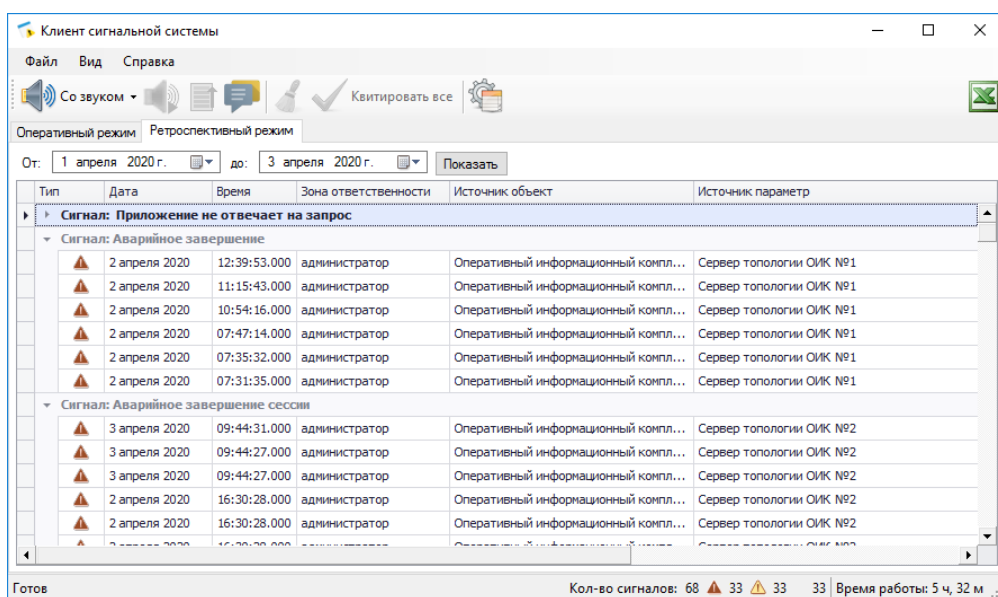 Клиент сигнальной системы
Файл Вид Справка
Со звуком Квитировать все
Оперативный режим Ретроспективный режим
От: 1 апреля 2020 г. до: 3 апреля 2020 г. Показать
Тип Дата Время Зона ответственности Источник объект Источник параметр
Сигнал: Приложение не отвечает на запрос
Сигнал: Аварийное завершение
2 апреля 2020 12:39:53.000 администратор Оперативный информационный компл... Сервер топологии ОИК №1
2 апреля 2020 11:15:43.000 администратор Оперативный информационный компл... Сервер топологии ОИК №1
2 апреля 2020 10:54:16.000 администратор Оперативный информационный компл... Сервер топологии ОИК №1
2 апреля 2020 07:47:14.000 администратор Оперативный информационный компл... Сервер топологии ОИК №1
2 апреля 2020 07:35:32.000 администратор Оперативный информационный компл... Сервер топологии ОИК №1
2 апреля 2020 07:31:35.000 администратор Оперативный информационный компл... Сервер топологии ОИК №1
Сигнал: Аварийное завершение сессии
3 апреля 2020 09:44:31.000 администратор Оперативный информационный компл... Сервер топологии ОИК №2
3 апреля 2020 09:44:27.000 администратор Оперативный информационный компл... Сервер топологии ОИК №2
3 апреля 2020 09:44:27.000 администратор Оперативный информационный компл... Сервер топологии ОИК №2
2 апреля 2020 16:30:28.000 администратор Оперативный информационный компл... Сервер топологии ОИК №2
2 апреля 2020 16:30:28.000 администратор Оперативный информационный компл... Сервер топологии ОИК №2
Готов Кол-во сигналов: 68 33 33 33 Время работы: 5 ч, 32 м